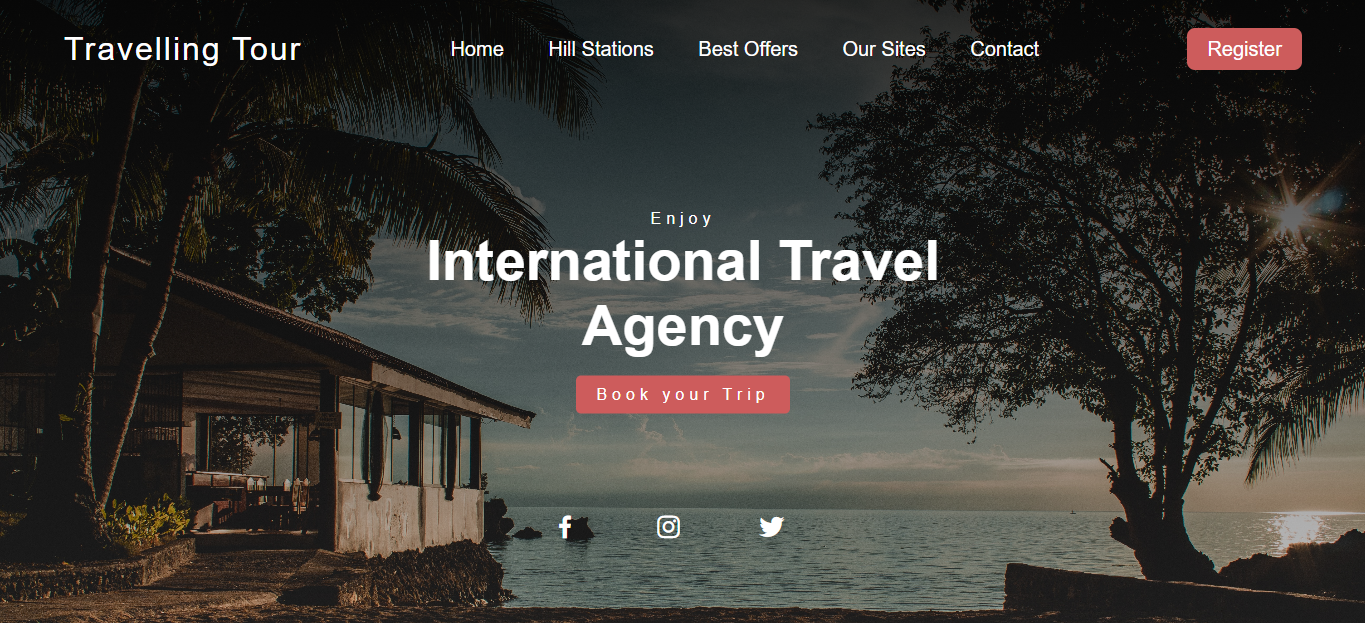 Travelling Tour
Home
Hill Stations
Best Offers
Our Sites
Contact
Register
Enjoy
International Travel
Agency
Book your Trip